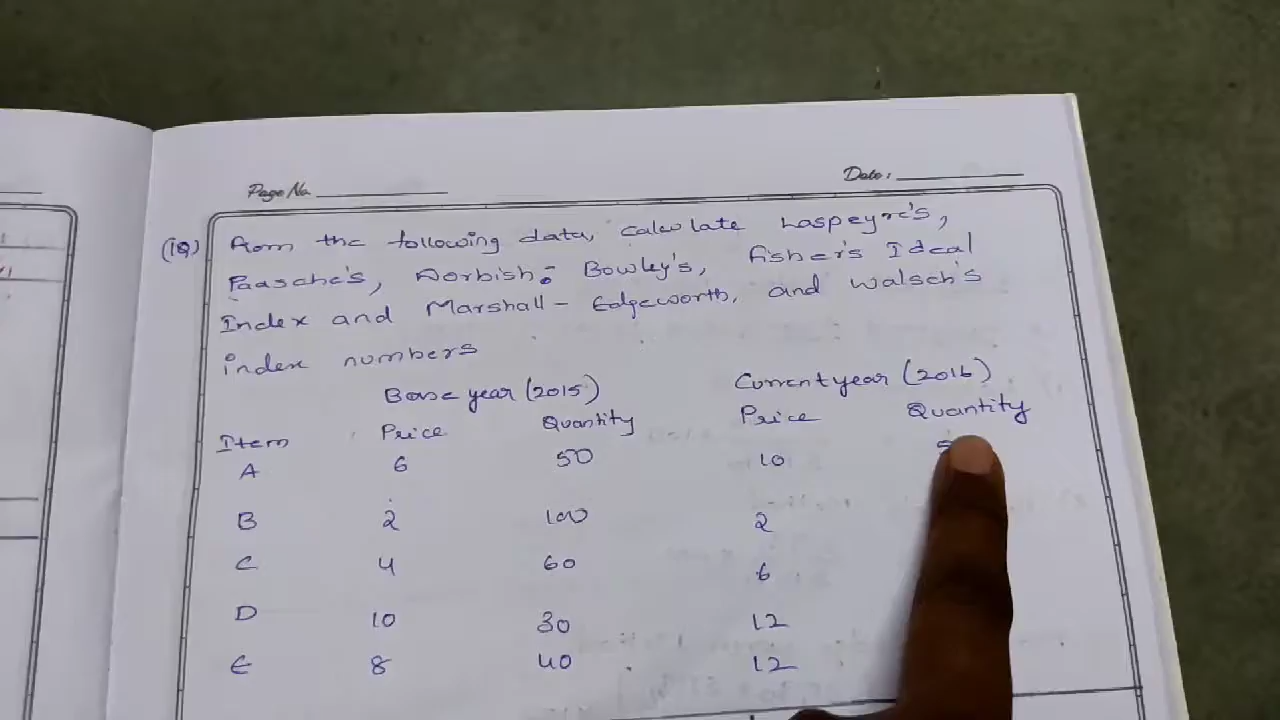 Page No.
Date:
(10) From the following data, calculate Laspeyre's,
Paasche's, Dorbish: Bowley's, Fisher's Ideal
Index and Marshall - Edgeworth, and Walsch's
index numbers
Base year (2015) Current year (2016)
Item Price Quantity Price Quantity
A 6 50 10
B 2 100 2
C 4 60 6
D 10 30 12
E 8 40 12